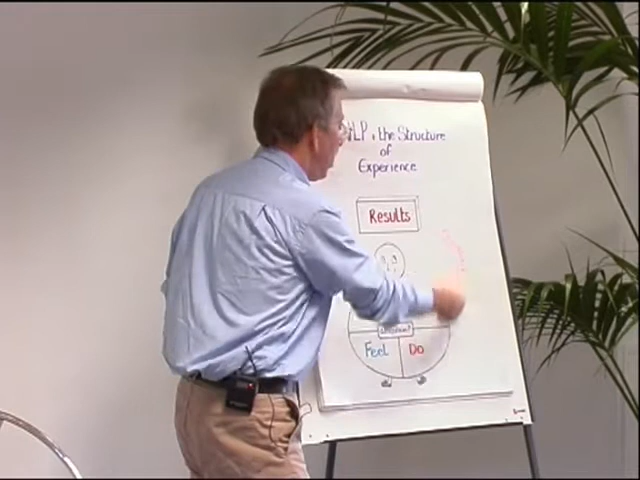 NLP & the Structure
of
Experience
Results
Feel
Do